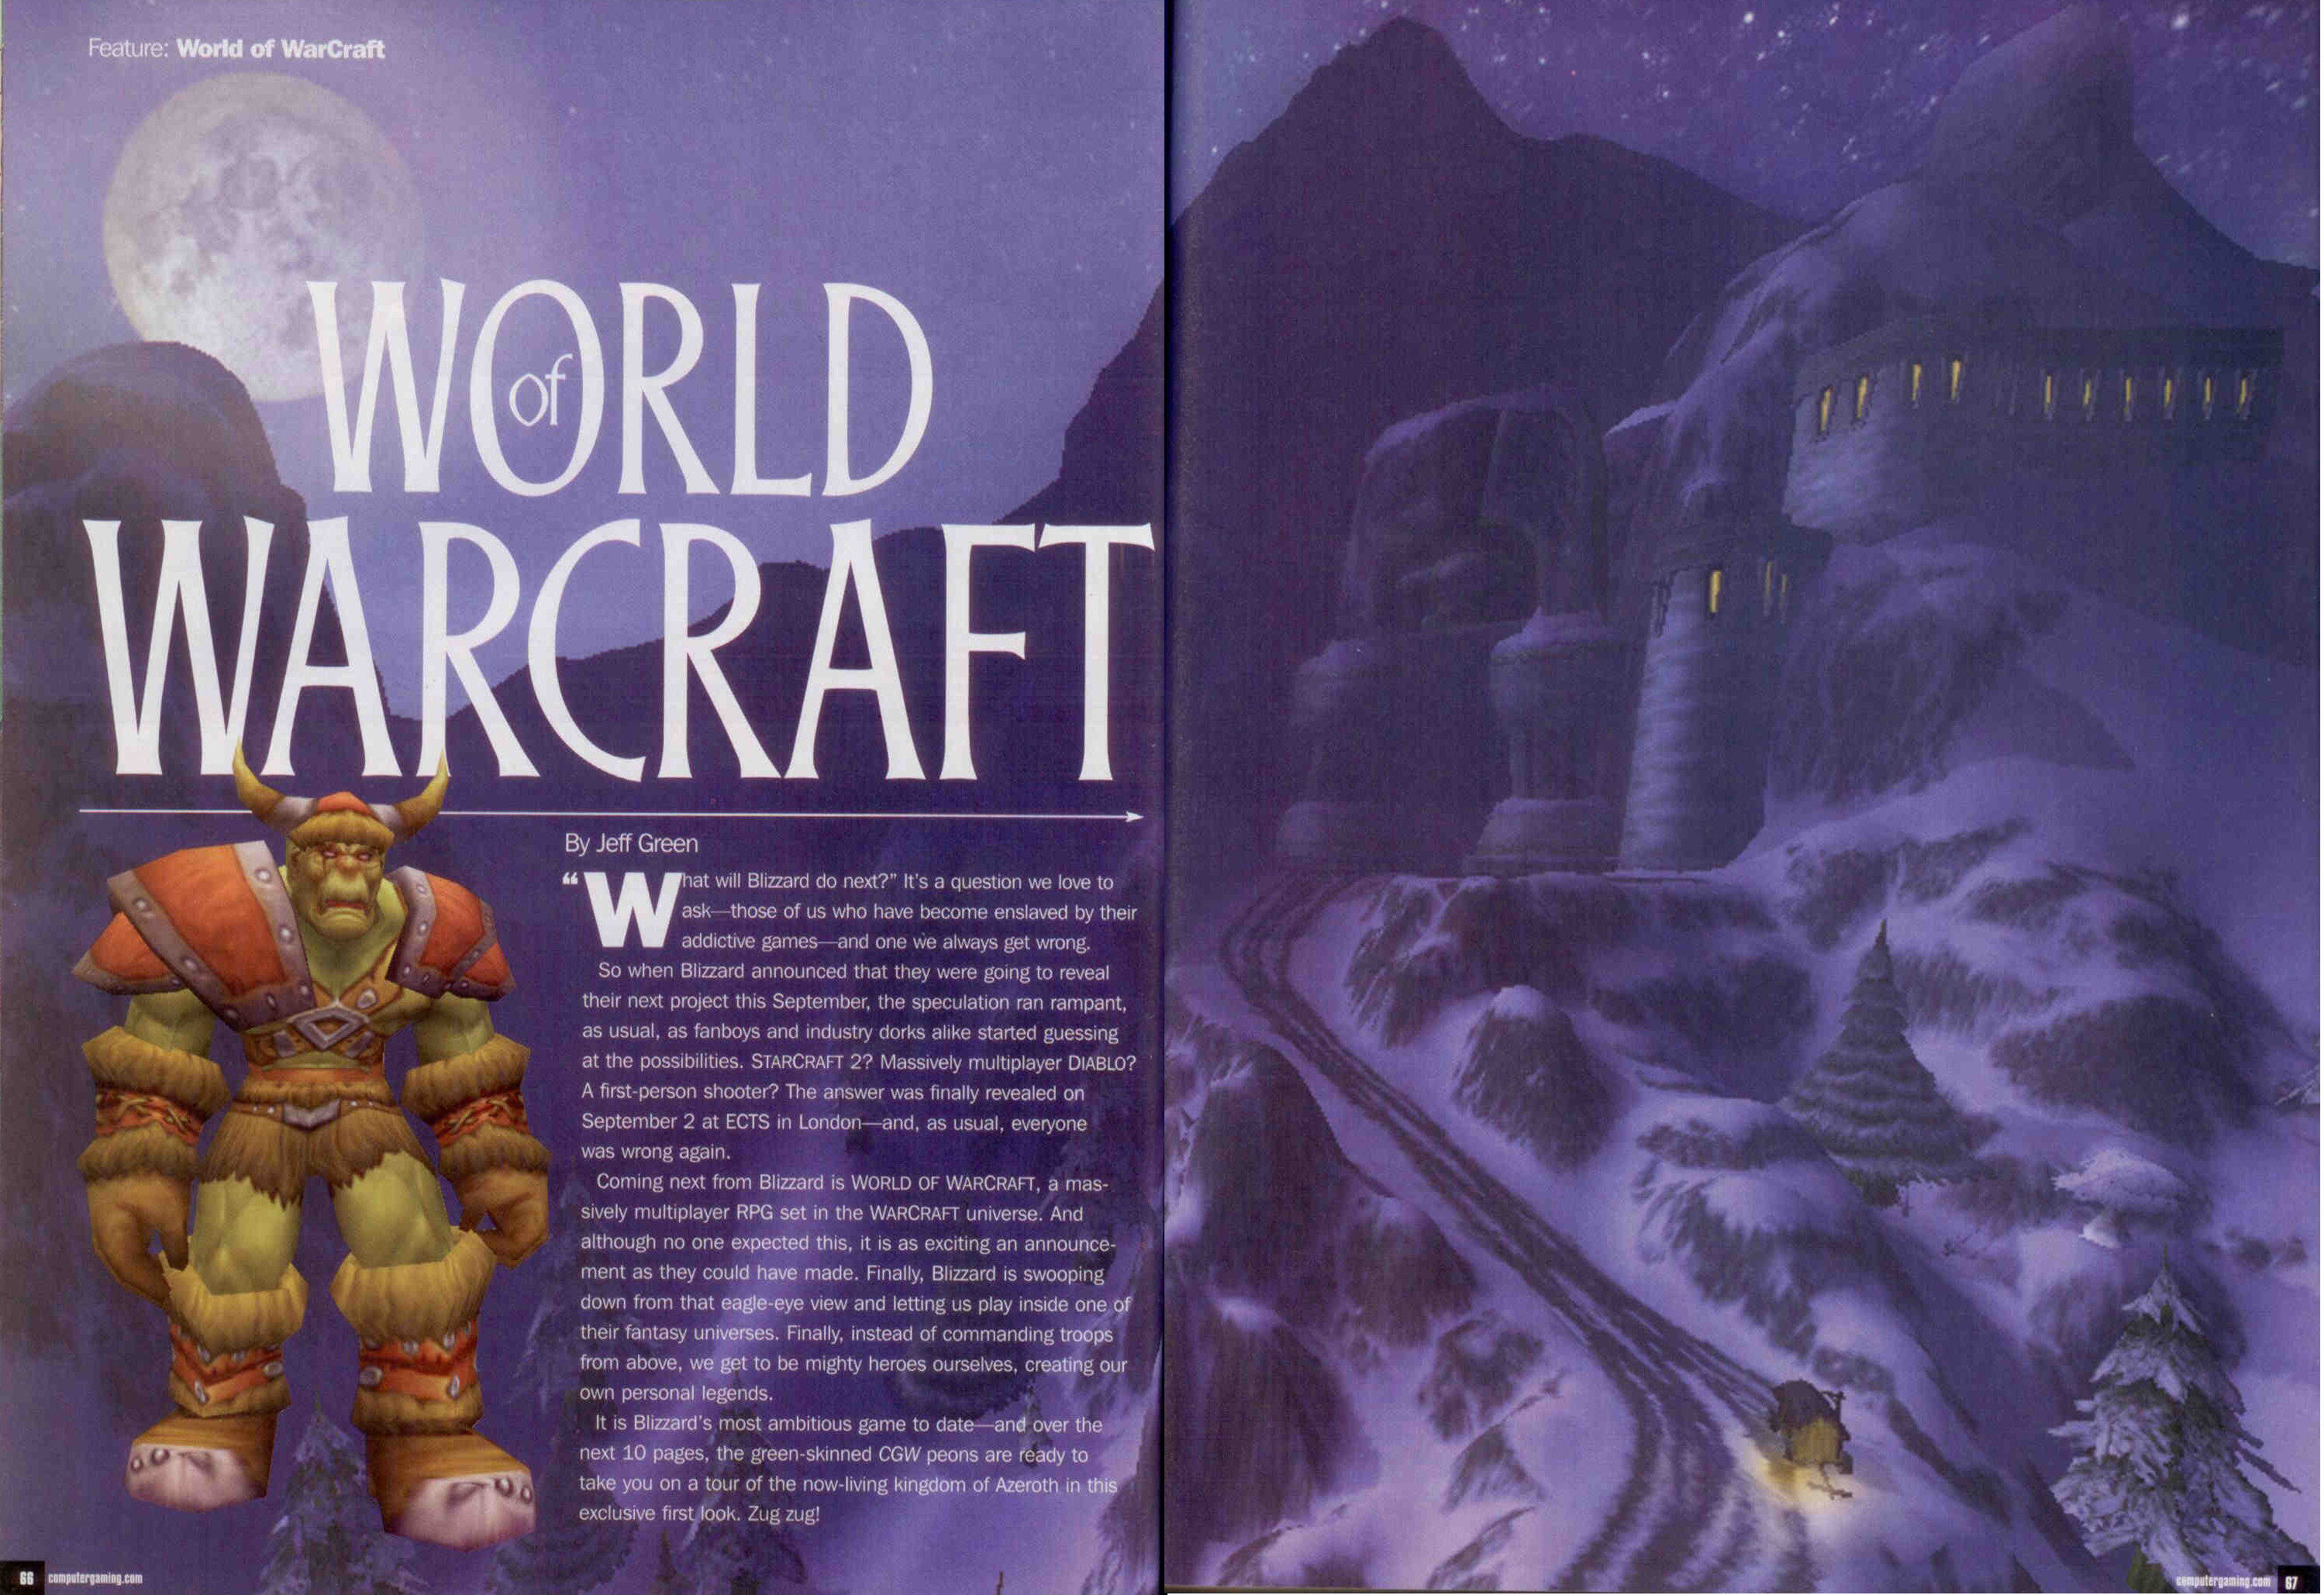 Feature: World of WarCraft
WORLD
of
WARCRAFT
By Jeff Green
“What will Blizzard do next?” It’s a question we love to
ask—those of us who have become enslaved by their
addictive games—and one we always get wrong.
So when Blizzard announced that they were going to reveal
their next project this September, the speculation ran rampant,
as usual, as fanboys and industry dorks alike started guessing
at the possibilities. STARCRAFT 2? Massively multiplayer DIABLO?
A first-person shooter? The answer was finally revealed on
September 2 at ECTS in London—and, as usual, everyone
was wrong again.
Coming next from Blizzard is WORLD OF WARCRAFT, a mas-
sively multiplayer RPG set in the WARCRAFT universe. And
although no one expected this, it is as exciting an announce-
ment as they could have made. Finally, Blizzard is swooping
down from that eagle-eye view and letting us play inside one of
their fantasy universes. Finally, instead of commanding troops
from above, we get to be mighty heroes ourselves, creating our
own personal legends.
It is Blizzard’s most ambitious game to date—and over the
next 10 pages, the green-skinned CGW peons are ready to
take you on a tour of the now-living kingdom of Azeroth in this
exclusive first look. Zug zug!
66 computergaming.com
computergaming.com 67